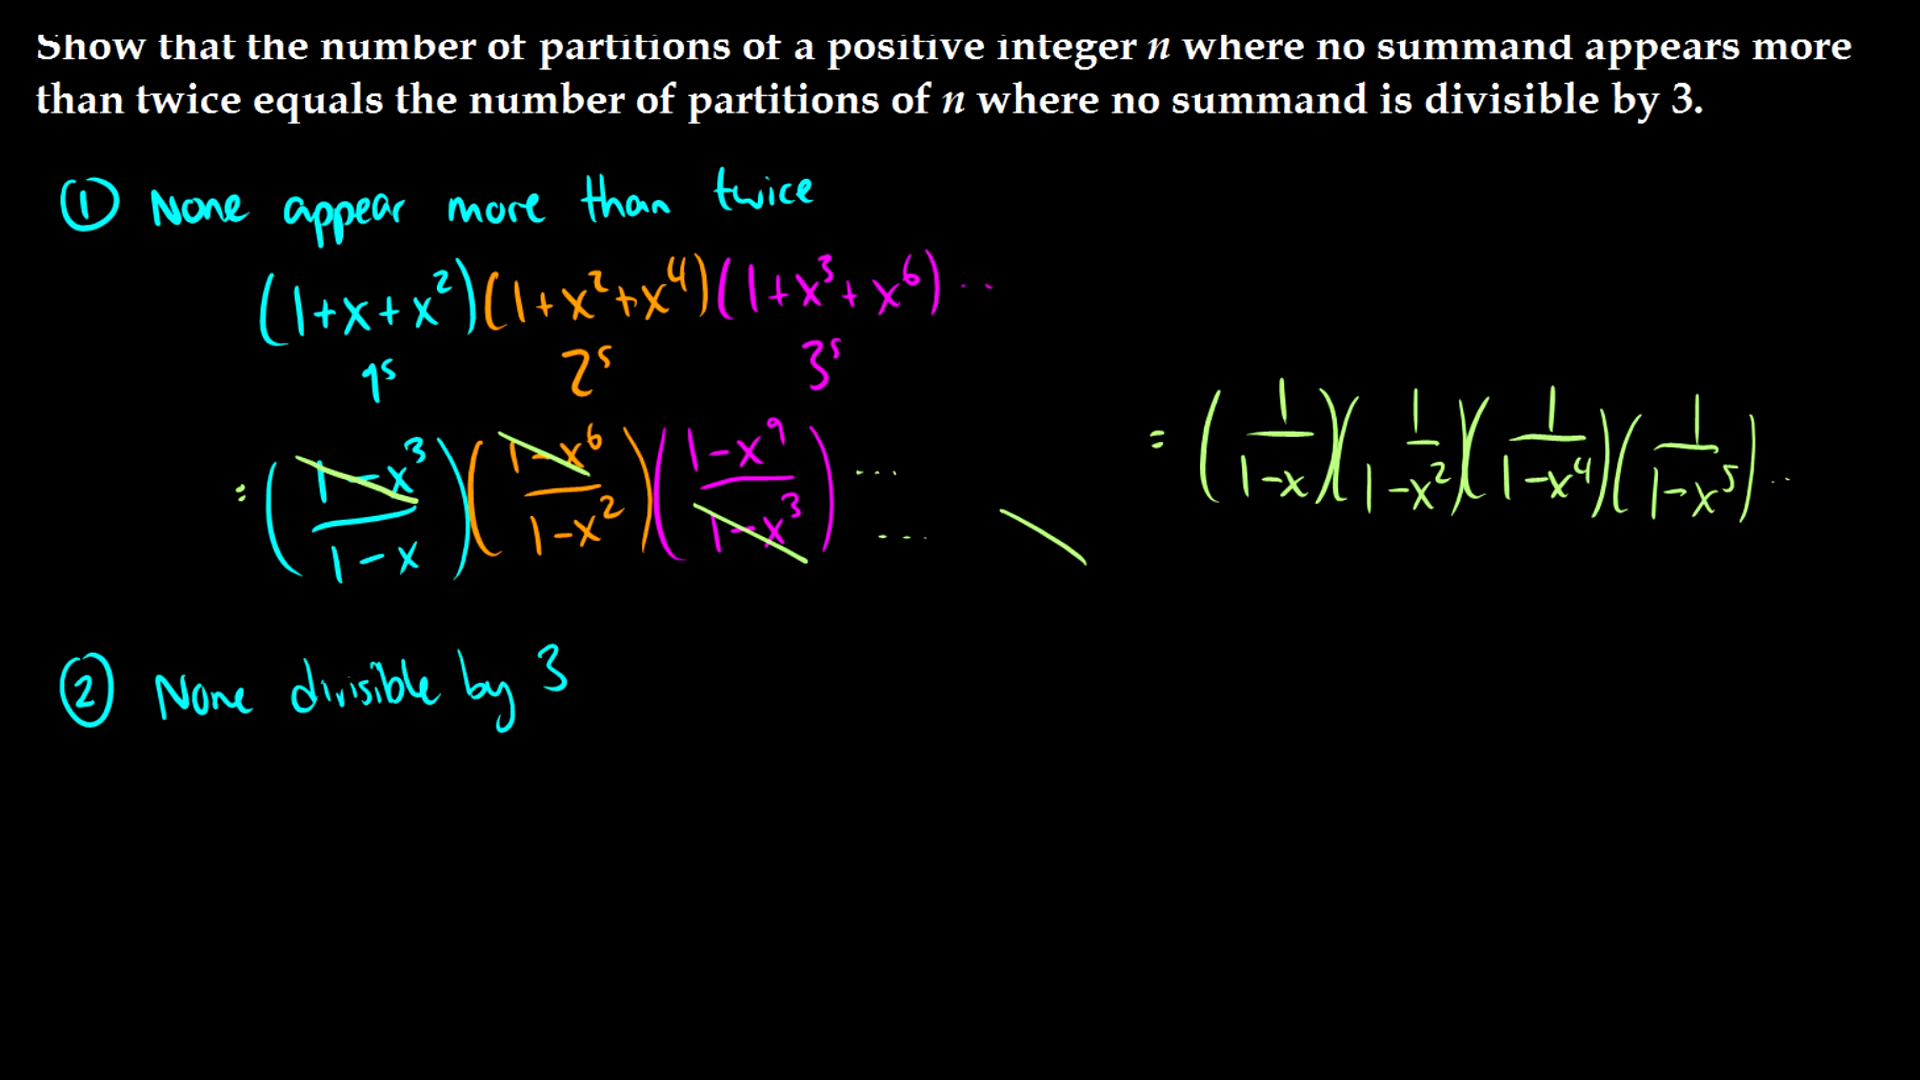 Show that the number of partitions of a positive integer n where no summand appears more
than twice equals the number of partitions of n where no summand is divisible by 3.
① None appear more than twice
(1+x+x²)(1+x²+x⁴)(1+x³+x⁶)...
1s 2s 3s
= ((1-x³)/(1-x))((1-x⁶)/(1-x²))((1-x⁹)/(1-x³))...
= (1/(1-x))(1/(1-x²))(1/(1-x⁴))(1/(1-x⁵))...
② None divisible by 3